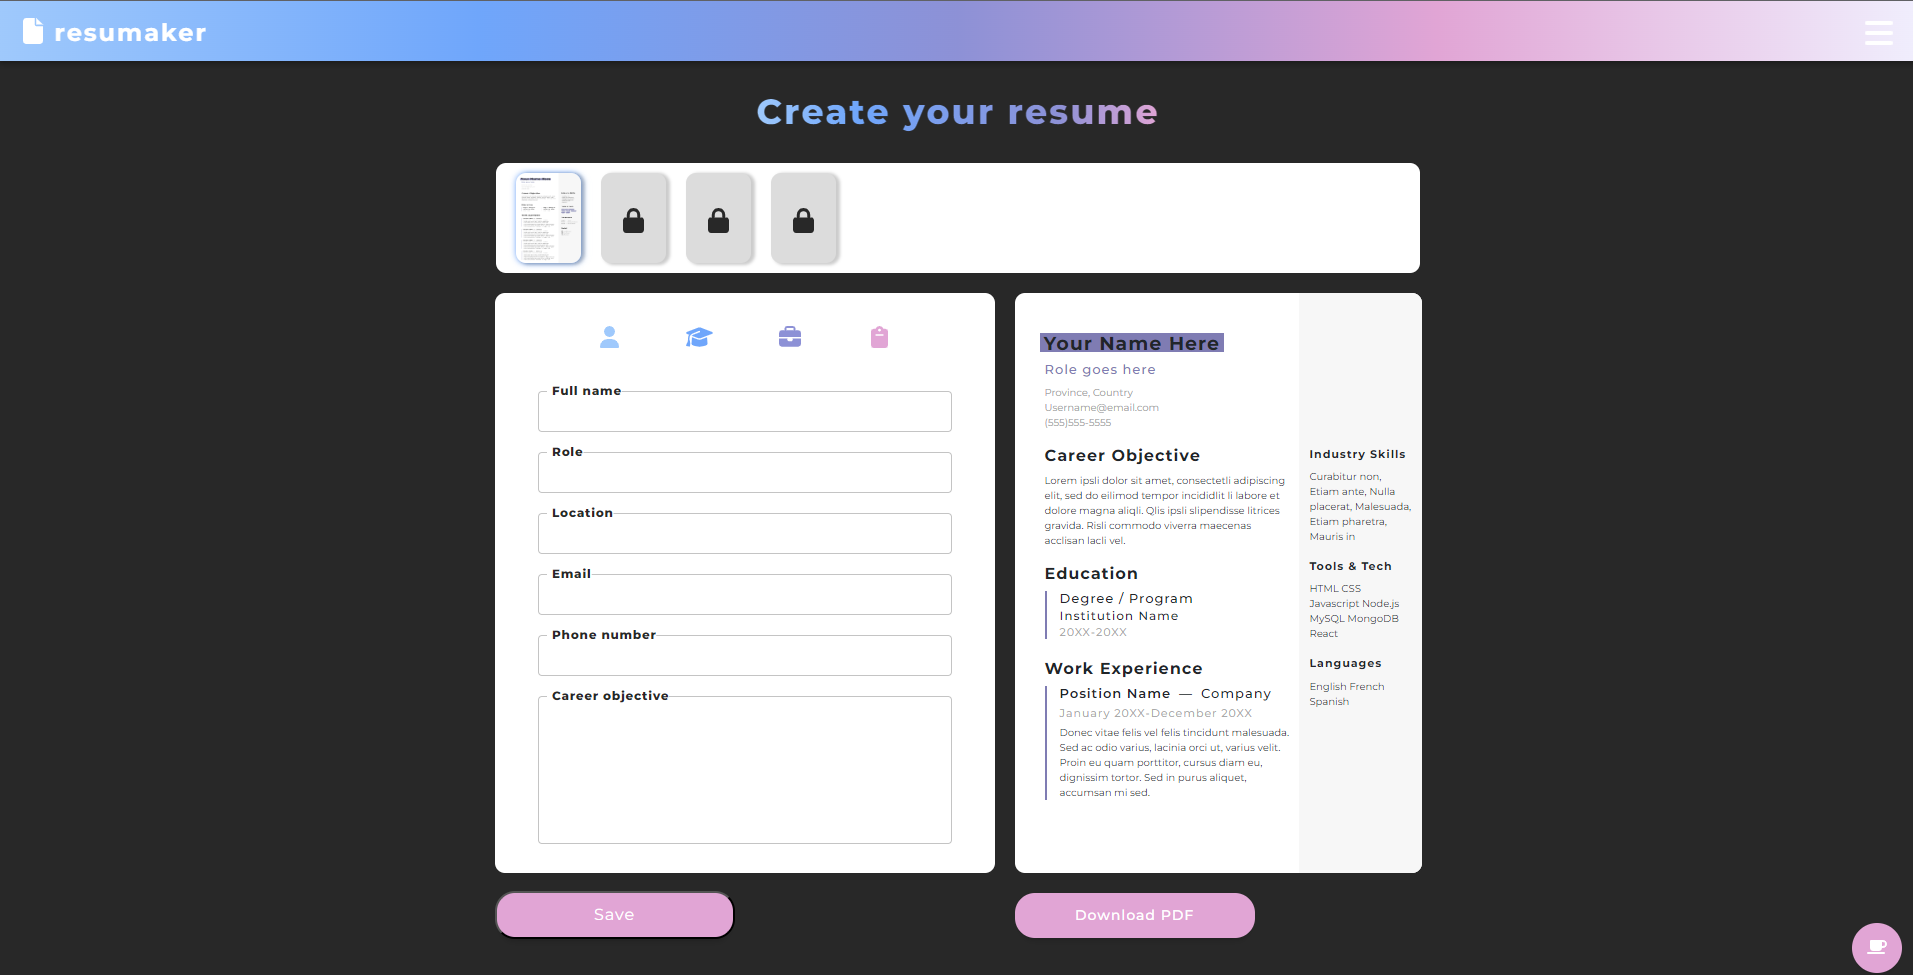 resumaker
Create your resume
Full name
Role
Location
Email
Phone number
Career objective
Save
Your Name Here
Role goes here
Province, Country
Username@email.com
(555)555-5555
Career Objective
Lorem ipsli dolor sit amet, consectetli adipiscing
elit, sed do eilimod tempor incididlit li labore et
dolore magna aliqli. Qlis ipsli slipendisse litrices
gravida. Risli commodo viverra maecenas
acclisan lacli vel.
Education
Degree / Program
Institution Name
20XX-20XX
Work Experience
Position Name — Company
January 20XX-December 20XX
Donec vitae felis vel felis tincidunt malesuada.
Sed ac odio varius, lacinia orci ut, varius velit.
Proin eu quam porttitor, cursus diam eu,
dignissim tortor. Sed in purus aliquet,
accumsan mi sed.
Industry Skills
Curabitur non,
Etiam ante, Nulla
placerat, Malesuada,
Etiam pharetra,
Mauris in
Tools & Tech
HTML CSS
Javascript Node.js
MySQL MongoDB
React
Languages
English French
Spanish
Download PDF